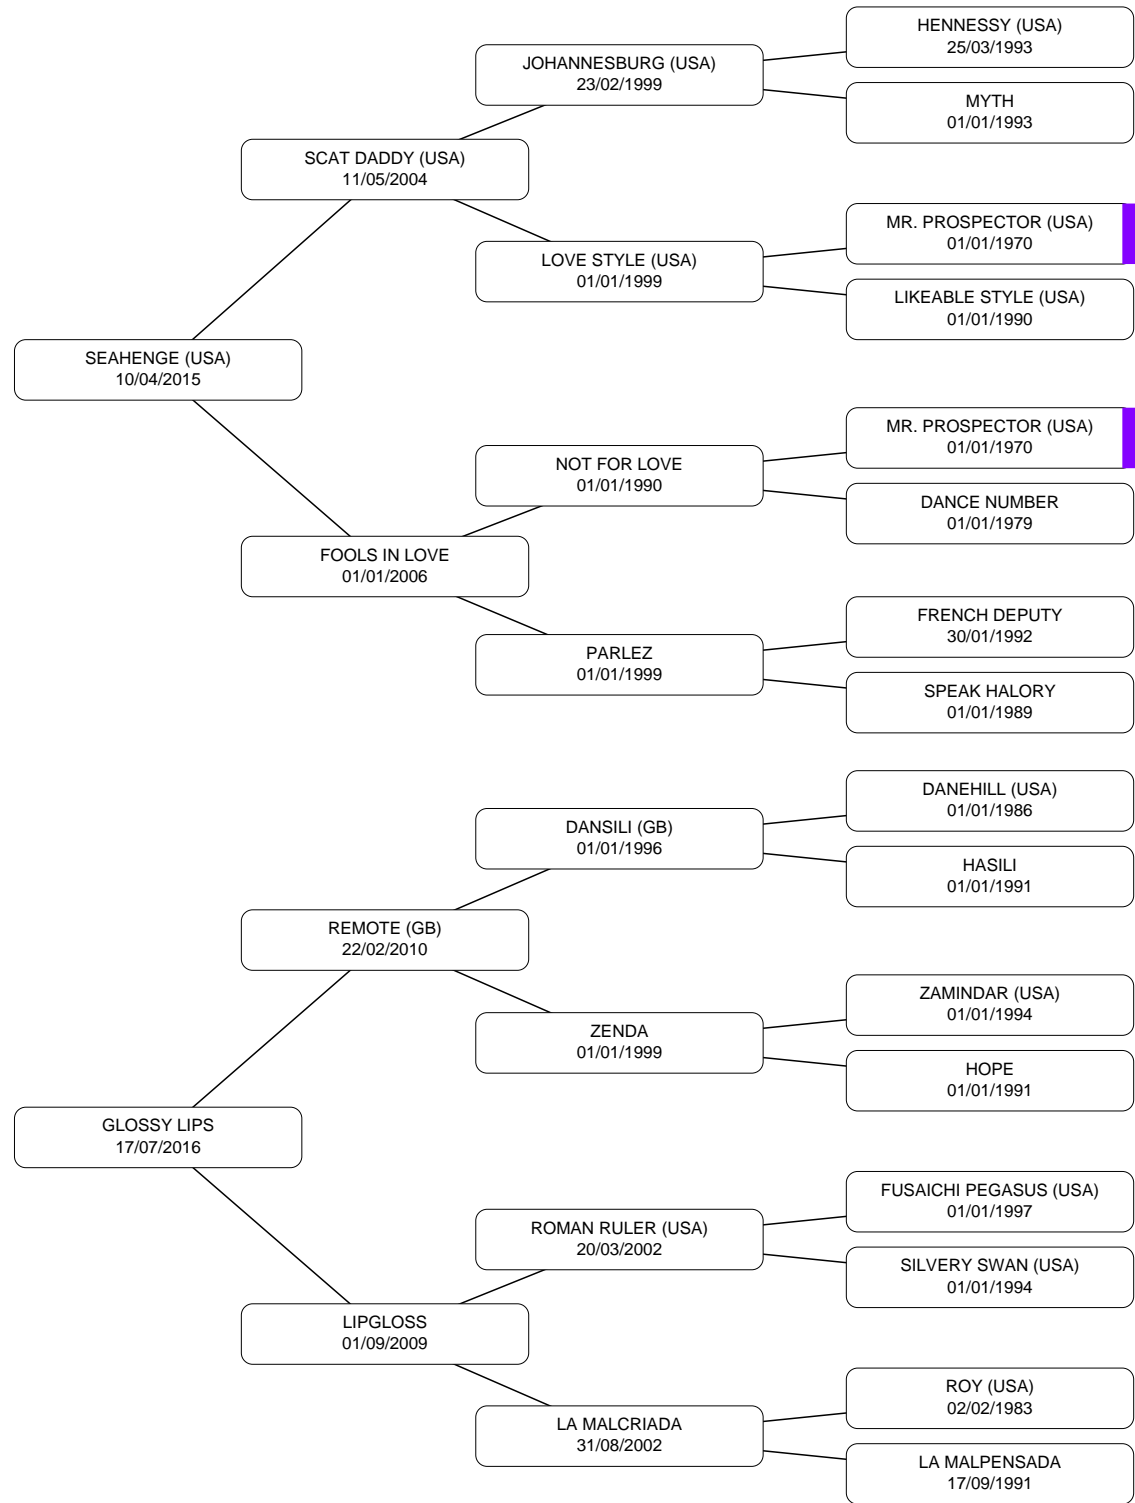 HENNESSY (USA)
25/03/1993
JOHANNESBURG (USA)
23/02/1999
MYTH
01/01/1993
SCAT DADDY (USA)
11/05/2004
MR. PROSPECTOR (USA)
01/01/1970
LOVE STYLE (USA)
01/01/1999
LIKEABLE STYLE (USA)
01/01/1990
SEAHENGE (USA)
10/04/2015
MR. PROSPECTOR (USA)
01/01/1970
NOT FOR LOVE
01/01/1990
DANCE NUMBER
01/01/1979
FOOLS IN LOVE
01/01/2006
FRENCH DEPUTY
30/01/1992
PARLEZ
01/01/1999
SPEAK HALORY
01/01/1989
DANEHILL (USA)
01/01/1986
DANSILI (GB)
01/01/1996
HASILI
01/01/1991
REMOTE (GB)
22/02/2010
ZAMINDAR (USA)
01/01/1994
ZENDA
01/01/1999
HOPE
01/01/1991
GLOSSY LIPS
17/07/2016
FUSAICHI PEGASUS (USA)
01/01/1997
ROMAN RULER (USA)
20/03/2002
SILVERY SWAN (USA)
01/01/1994
LIPGLOSS
01/09/2009
ROY (USA)
02/02/1983
LA MALCRIADA
31/08/2002
LA MALPENSADA
17/09/1991